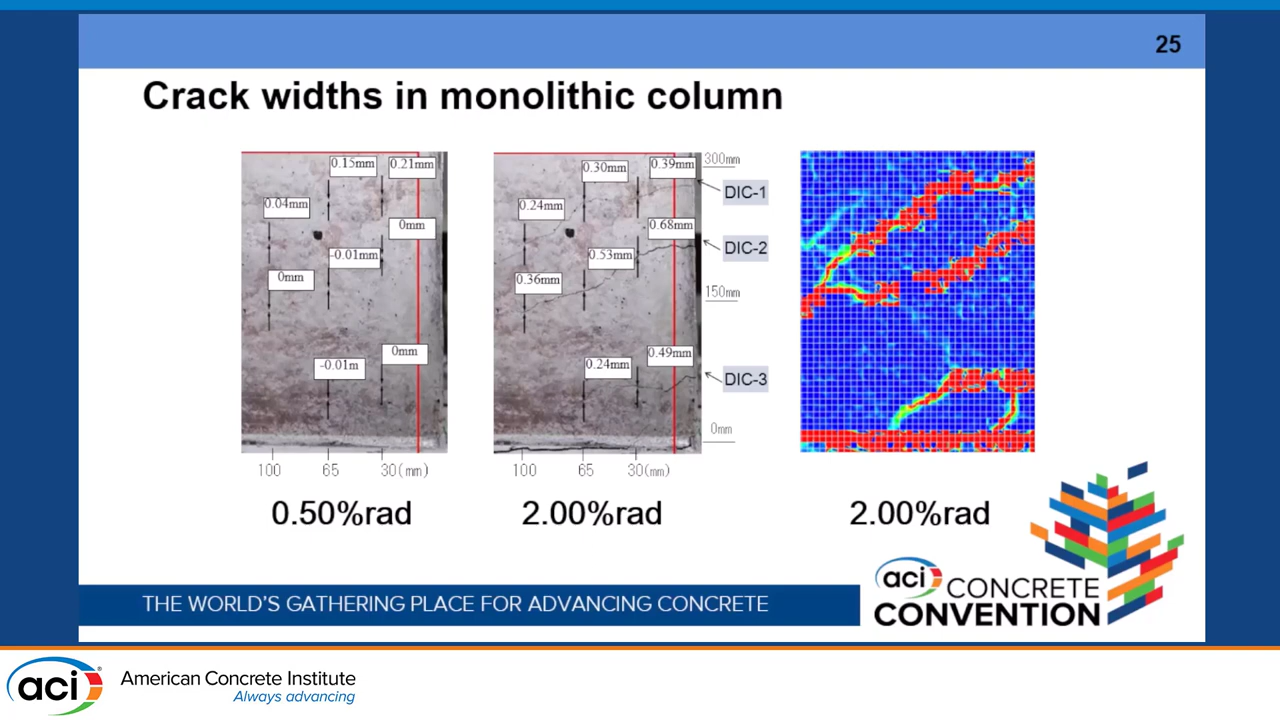 25
Crack widths in monolithic column
0.15mm
0.21mm
0.04mm
0mm
-0.01mm
0mm
0mm
-0.01m
100
65
30(mm)
0.50%rad
0.39mm
0.30mm
0.24mm
0.68mm
0.53mm
0.36mm
0.49mm
0.24mm
300mm
DIC-1
DIC-2
150mm
DIC-3
0mm
100
65
30(mm)
2.00%rad
2.00%rad
THE WORLD'S GATHERING PLACE FOR ADVANCING CONCRETE
aci CONCRETE
CONVENTION
aci®
American Concrete Institute
Always advancing